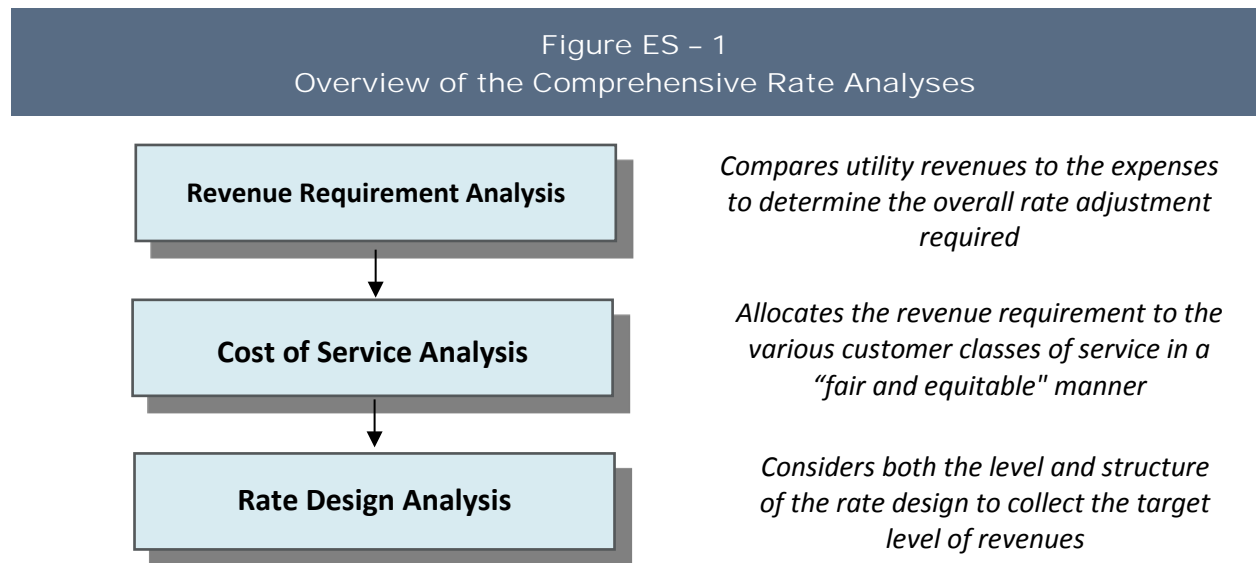 Figure ES – 1
Overview of the Comprehensive Rate Analyses
Revenue Requirement Analysis
Compares utility revenues to the expenses
to determine the overall rate adjustment
required
Cost of Service Analysis
Allocates the revenue requirement to the
various customer classes of service in a
“fair and equitable" manner
Rate Design Analysis
Considers both the level and structure
of the rate design to collect the target
level of revenues